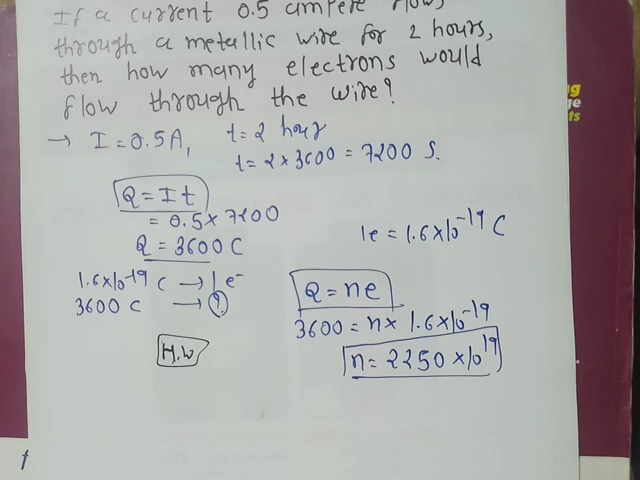 If a current 0.5 ampere flows
through a metallic wire for 2 hours,
then how many electrons would
flow through the wire?
→ I = 0.5A, t = 2 hour
t = 2 × 3600 = 7200 S.
Q = It
= 0.5 × 7200
Q = 3600 C
1.6×10⁻¹⁹ C → 1 e⁻
3600 C → ?
H.W
1e = 1.6×10⁻¹⁹ C
Q = ne
3600 = n× 1.6×10⁻¹⁹
n = 2250 ×10¹⁹